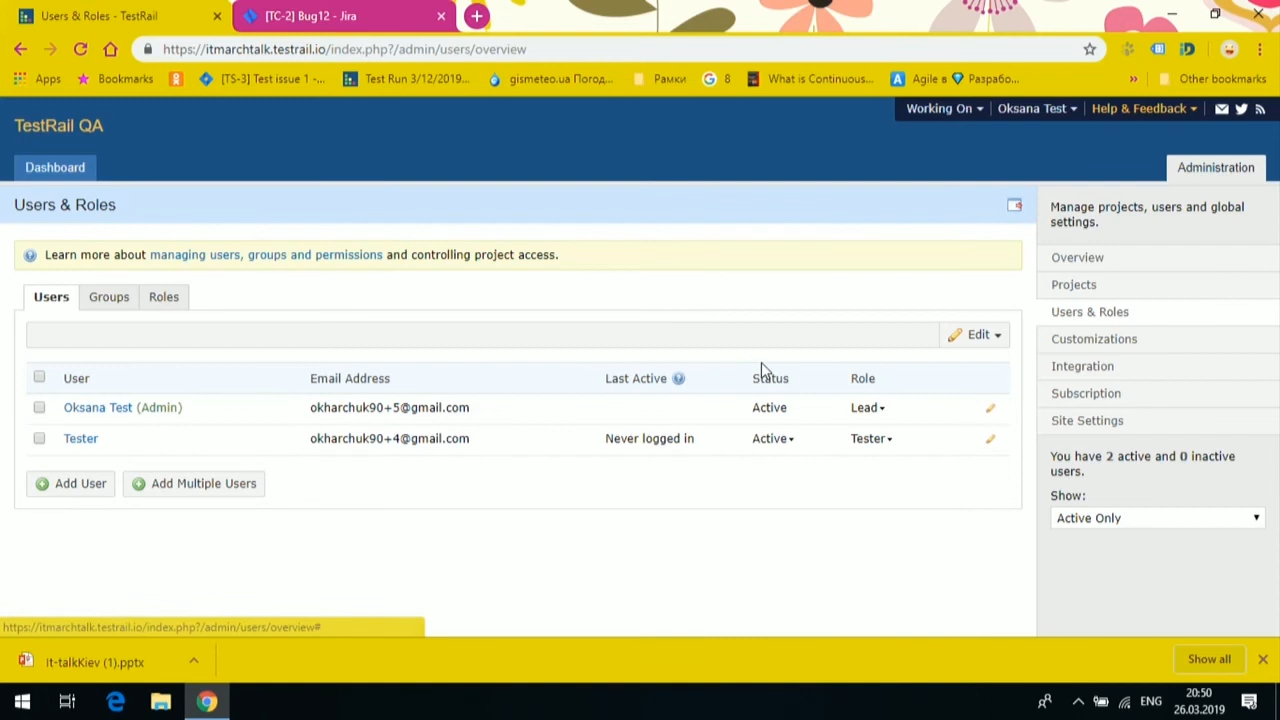 Users & Roles - TestRail
[TC-2] Bug12 - Jira
https://itmarchtalk.testrail.io/index.php?/admin/users/overview
Apps
Bookmarks
[TS-3] Test issue 1 -...
Test Run 3/12/2019...
gismeteo.ua Погод...
Рамки
8
What is Continuous...
Agile в
Разрабо...
»
Other bookmarks
Working On
Oksana Test
Help & Feedback
TestRail QA
Dashboard
Administration
Users & Roles
Manage projects, users and global
settings.
Learn more about managing users, groups and permissions and controlling project access.
Overview
Projects
Users & Roles
Customizations
Integration
Subscription
Site Settings
Users
Groups
Roles
Edit
User
Email Address
Last Active
Status
Role
Oksana Test (Admin)
okharchuk90+5@gmail.com
Active
Lead
Tester
okharchuk90+4@gmail.com
Never logged in
Active
Tester
Add User
Add Multiple Users
You have 2 active and 0 inactive
users.
Show:
Active Only
https://itmarchtalk.testrail.io/index.php?/admin/users/overview#
It-talkKiev (1).pptx
Show all
ENG
20:50
26.03.2019